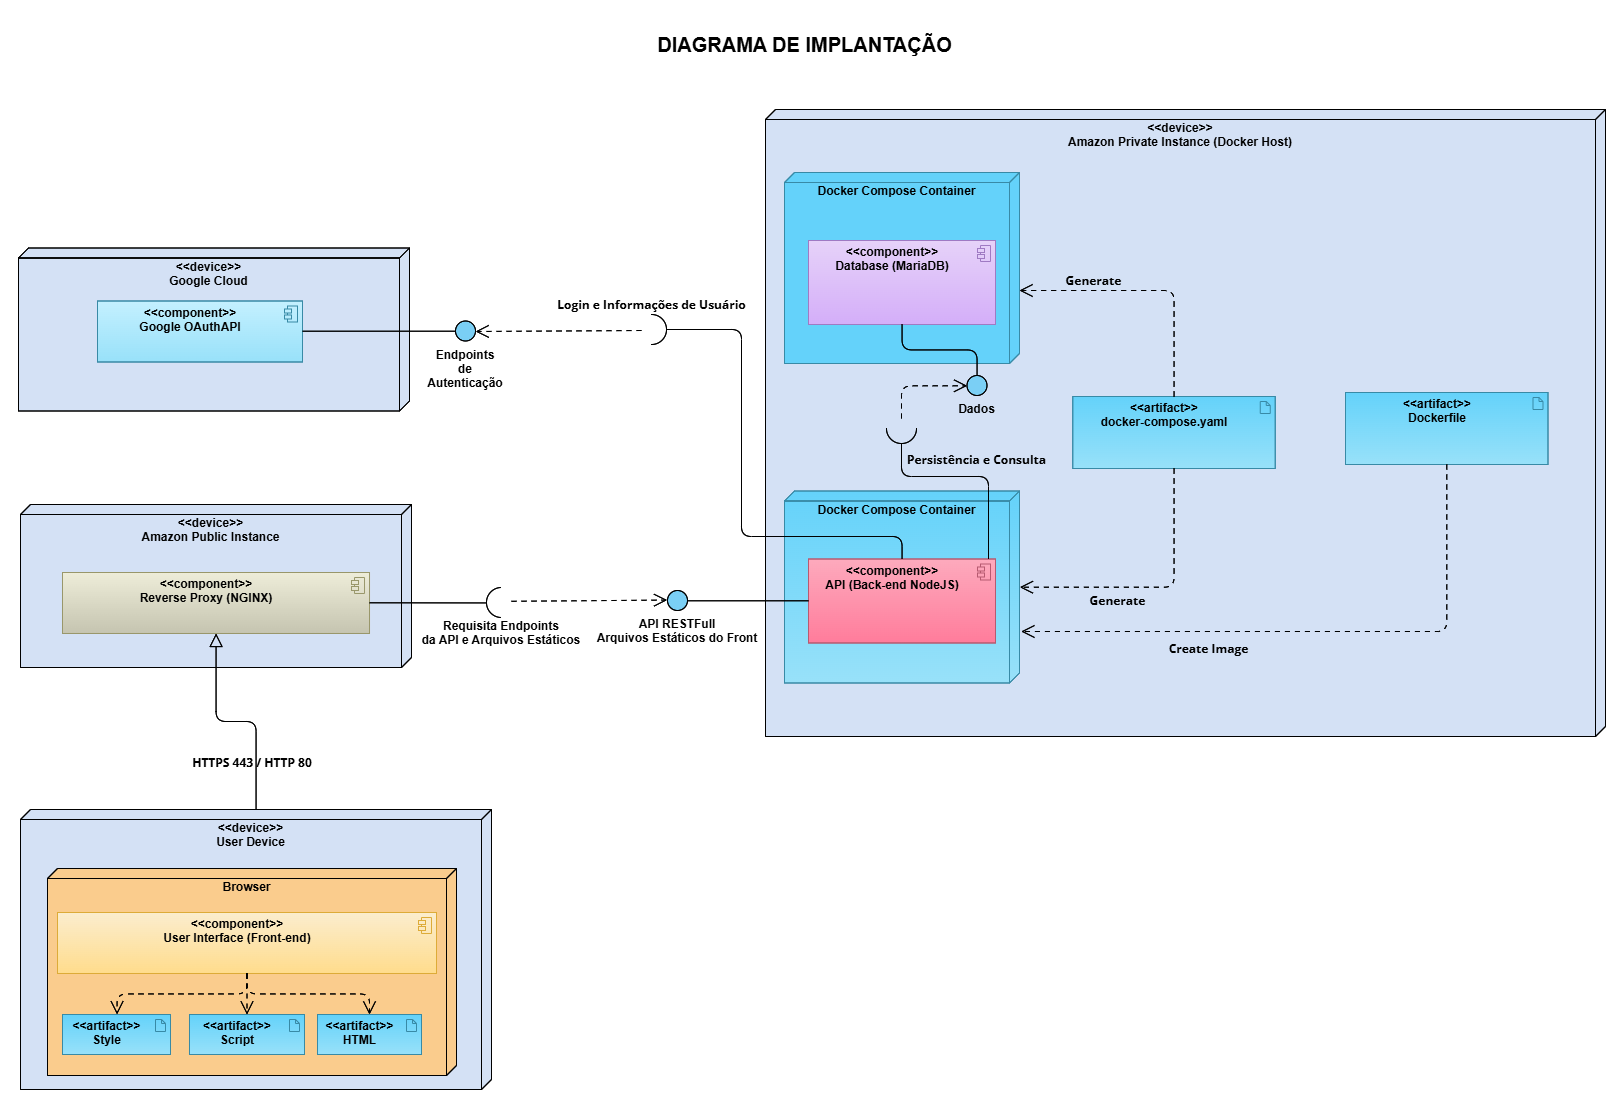 DIAGRAMA DE IMPLANTAÇÃO
<<device>>
Amazon Private Instance (Docker Host)
Docker Compose Container
<<component>>
Database (MariaDB)
Generate
<<device>>
Google Cloud
<<component>>
Google OAuthAPI
Login e Informações de Usuário
Endpoints
de
Autenticação
Dados
<<artifact>>
docker-compose.yaml
<<artifact>>
Dockerfile
Persistência e Consulta
Docker Compose Container
<<component>>
API (Back-end NodeJS)
Generate
Create Image
<<device>>
Amazon Public Instance
<<component>>
Reverse Proxy (NGINX)
Requisita Endpoints
da API e Arquivos Estáticos
API RESTFull
Arquivos Estáticos do Front
HTTPS 443 / HTTP 80
<<device>>
User Device
Browser
<<component>>
User Interface (Front-end)
<<artifact>>
Style
<<artifact>>
Script
<<artifact>>
HTML